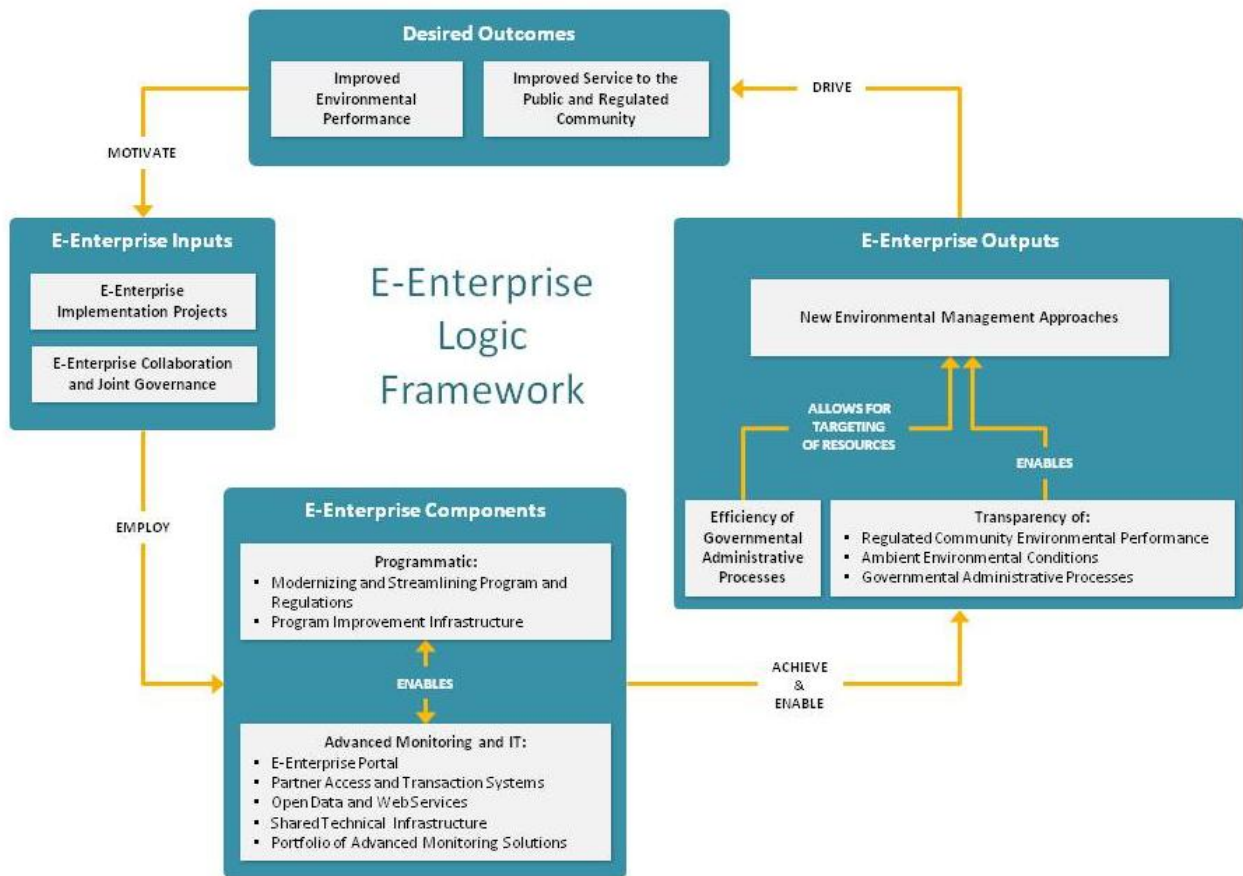 Desired Outcomes
Improved
Environmental
Performance
Improved Service to the
Public and Regulated
Community
DRIVE
MOTIVATE
E-Enterprise Inputs
E-Enterprise
Implementation Projects
E-Enterprise Collaboration
and Joint Governance
E-Enterprise
Logic
Framework
E-Enterprise Outputs
New Environmental Management Approaches
ALLOWS FOR
TARGETING
OF RESOURCES
ENABLES
Efficiency of
Governmental
Administrative
Processes
Transparency of:
▪ Regulated Community Environmental Performance
▪ Ambient Environmental Conditions
▪ Governmental Administrative Processes
EMPLOY
E-Enterprise Components
Programmatic:
▪ Modernizing and Streamlining Program and
Regulations
▪ Program Improvement Infrastructure
ENABLES
Advanced Monitoring and IT:
▪ E-Enterprise Portal
▪ Partner Access and Transaction Systems
▪ Open Data and Web Services
▪ Shared Technical Infrastructure
▪ Portfolio of Advanced Monitoring Solutions
ACHIEVE
&
ENABLE